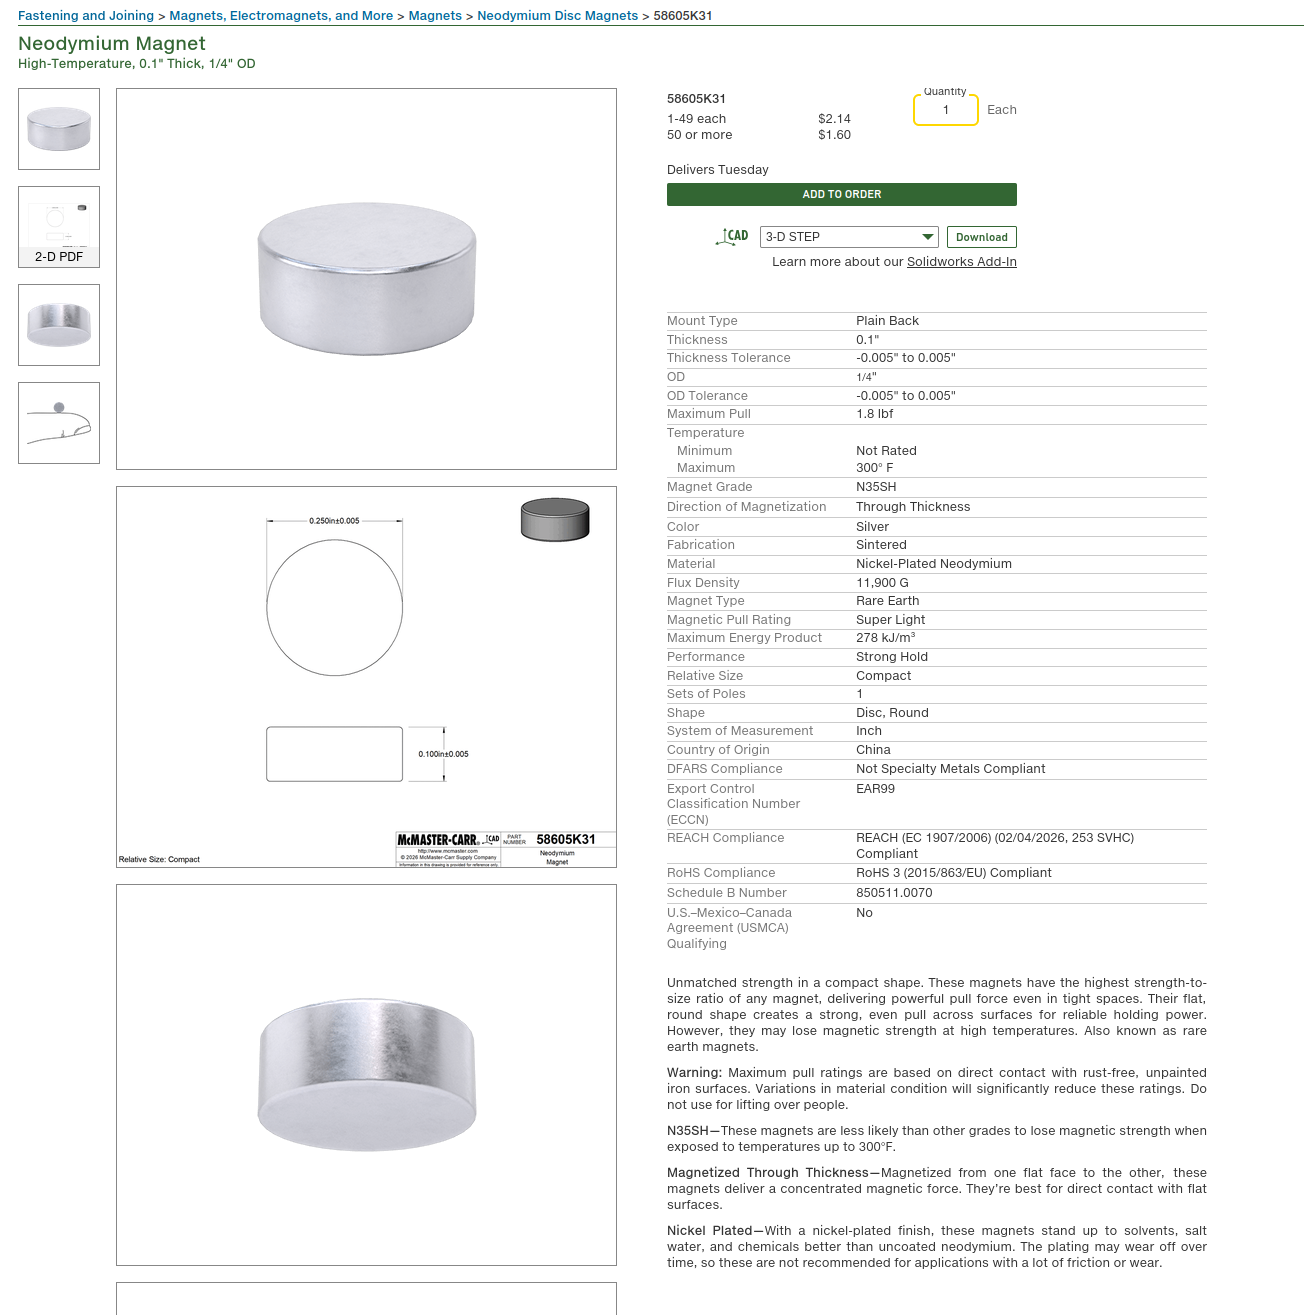 Fastening and Joining > Magnets, Electromagnets, and More > Magnets > Neodymium Disc Magnets > 58605K31
Neodymium Magnet
High-Temperature, 0.1" Thick, 1/4" OD
2-D PDF
0.250in±0.005
0.100in±0.005
Relative Size: Compact
McMASTER-CARR® CAD
http://www.mcmaster.com
© 2026 McMaster-Carr Supply Company
Information in this drawing is provided for reference only.
PART NUMBER
58605K31
Neodymium
Magnet
58605K31
1-49 each $2.14
50 or more $1.60
Quantity
1 Each
Delivers Tuesday
ADD TO ORDER
CAD 3-D STEP Download
Learn more about our Solidworks Add-In
Mount Type Plain Back
Thickness 0.1"
Thickness Tolerance -0.005" to 0.005"
OD 1/4"
OD Tolerance -0.005" to 0.005"
Maximum Pull 1.8 lbf
Temperature
Minimum Not Rated
Maximum 300° F
Magnet Grade N35SH
Direction of Magnetization Through Thickness
Color Silver
Fabrication Sintered
Material Nickel-Plated Neodymium
Flux Density 11,900 G
Magnet Type Rare Earth
Magnetic Pull Rating Super Light
Maximum Energy Product 278 kJ/m³
Performance Strong Hold
Relative Size Compact
Sets of Poles 1
Shape Disc, Round
System of Measurement Inch
Country of Origin China
DFARS Compliance Not Specialty Metals Compliant
Export Control EAR99
Classification Number
(ECCN)
REACH Compliance REACH (EC 1907/2006) (02/04/2026, 253 SVHC)
Compliant
RoHS Compliance RoHS 3 (2015/863/EU) Compliant
Schedule B Number 850511.0070
U.S.–Mexico–Canada No
Agreement (USMCA)
Qualifying
Unmatched strength in a compact shape. These magnets have the highest strength-to-
size ratio of any magnet, delivering powerful pull force even in tight spaces. Their flat,
round shape creates a strong, even pull across surfaces for reliable holding power.
However, they may lose magnetic strength at high temperatures. Also known as rare
earth magnets.
Warning: Maximum pull ratings are based on direct contact with rust-free, unpainted
iron surfaces. Variations in material condition will significantly reduce these ratings. Do
not use for lifting over people.
N35SH—These magnets are less likely than other grades to lose magnetic strength when
exposed to temperatures up to 300°F.
Magnetized Through Thickness—Magnetized from one flat face to the other, these
magnets deliver a concentrated magnetic force. They're best for direct contact with flat
surfaces.
Nickel Plated—With a nickel-plated finish, these magnets stand up to solvents, salt
water, and chemicals better than uncoated neodymium. The plating may wear off over
time, so these are not recommended for applications with a lot of friction or wear.